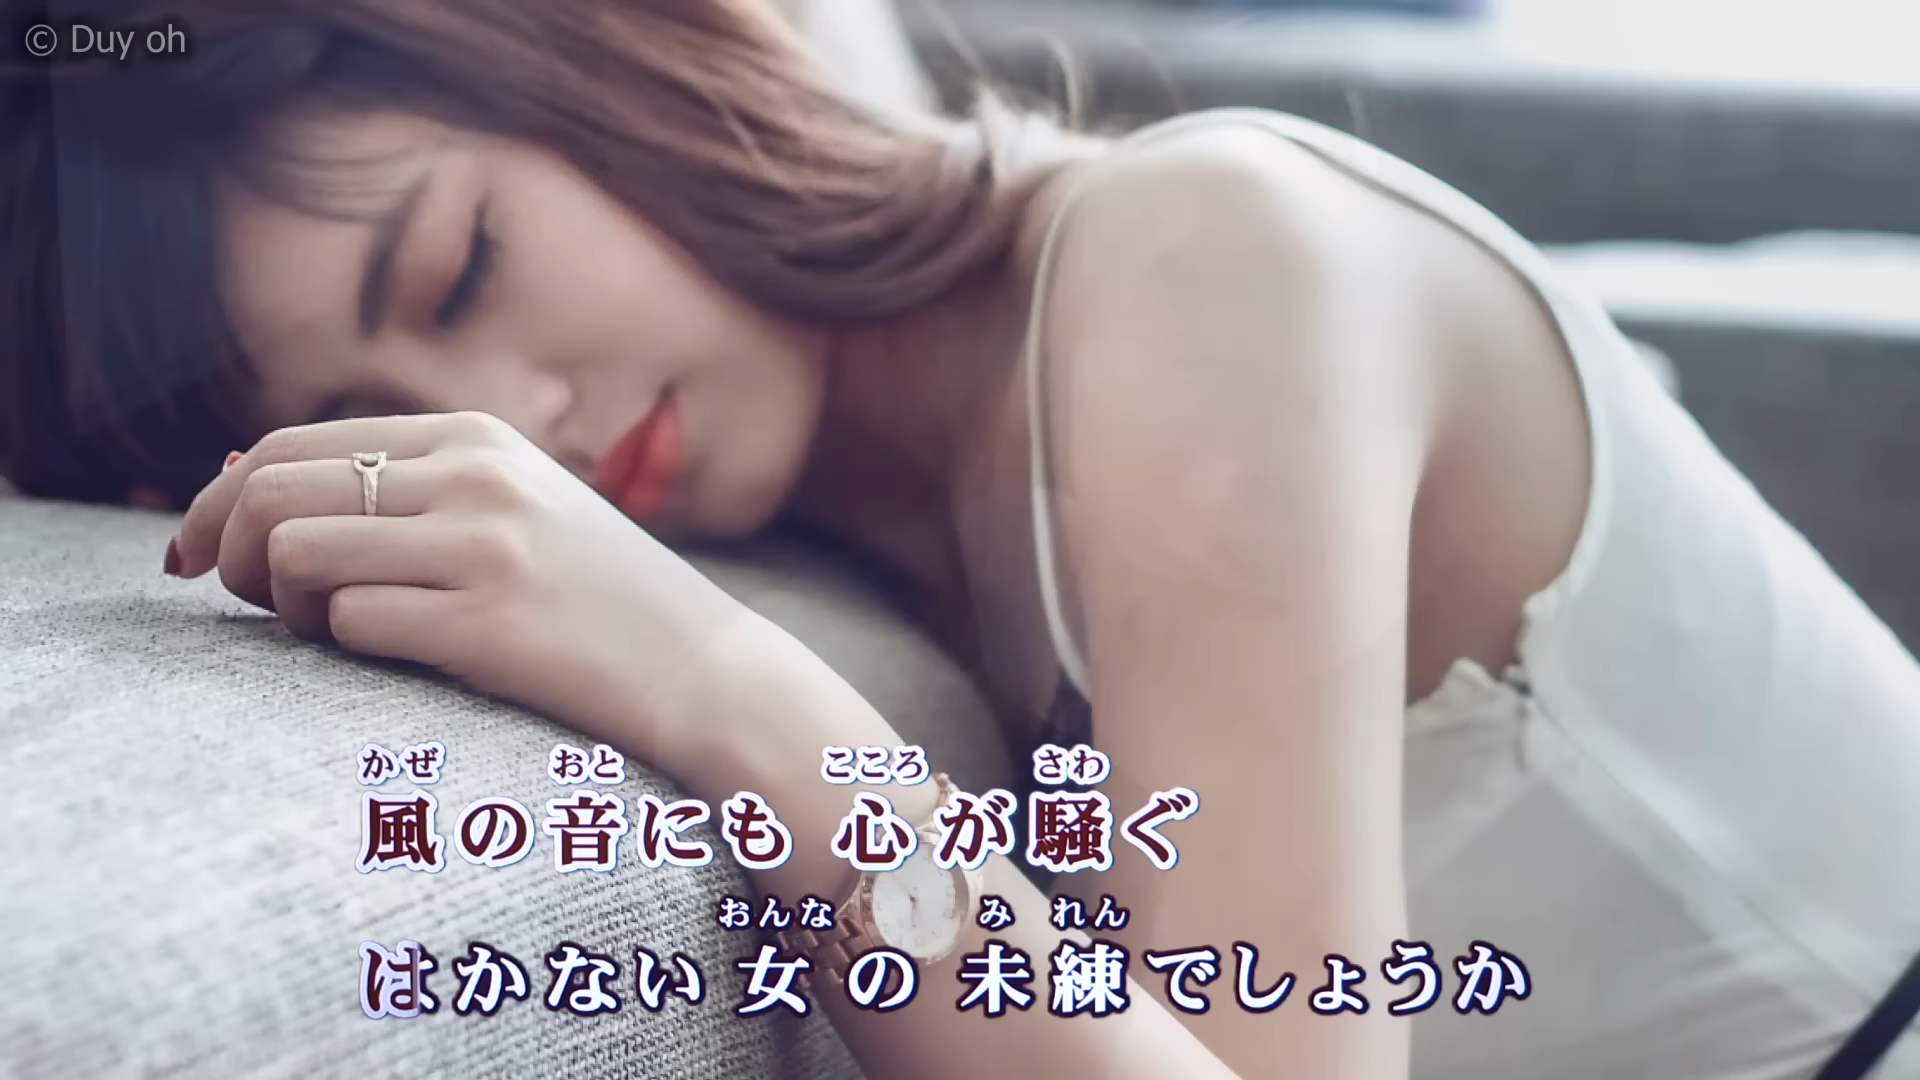 © Duy oh
かぜ おと こころ さわ
風の音にも 心が騒ぐ
おんな み れん
はかない女の未練でしょうか